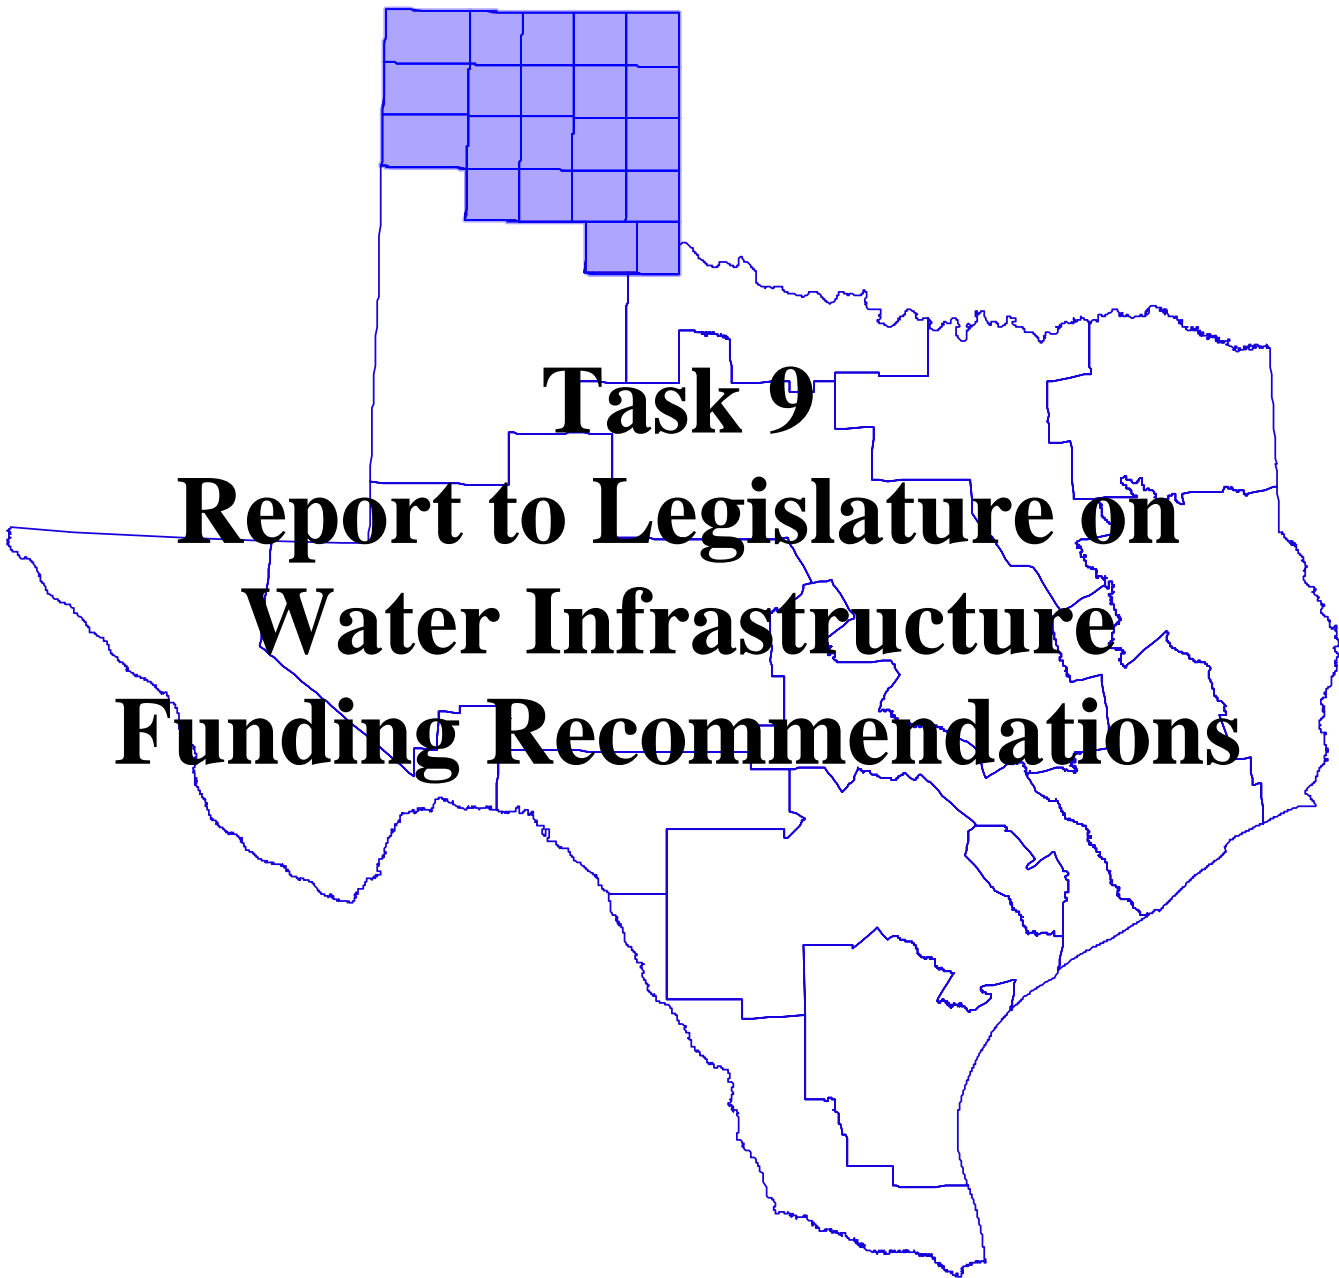 Task 9
Report to Legislature on
Water Infrastructure
Funding Recommendations